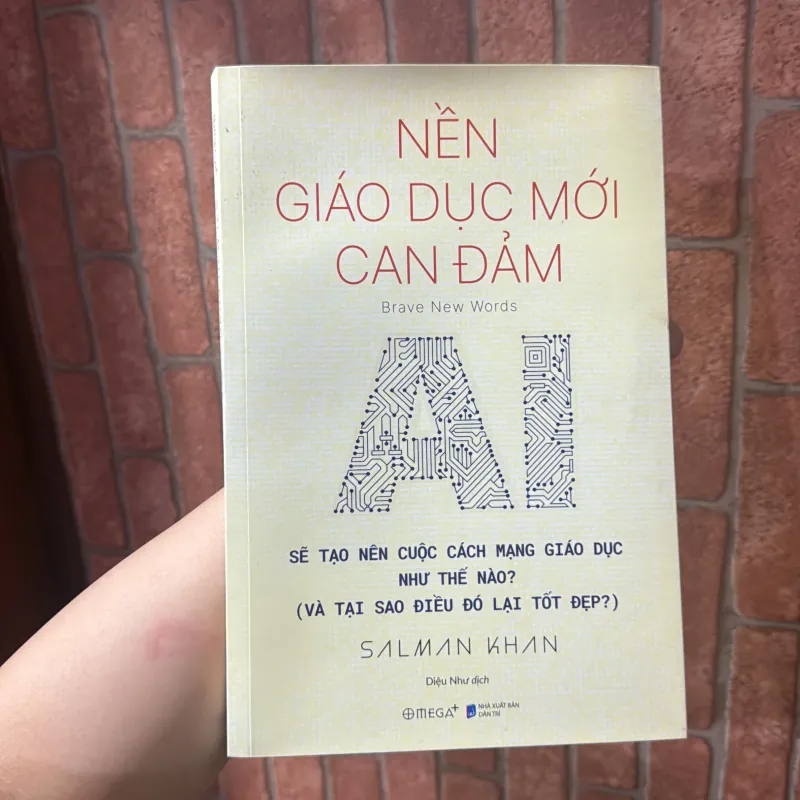 NỀN
GIÁO DỤC MỚI
CAN ĐẢM
Brave New Words
AI
SẼ TẠO NÊN CUỘC CÁCH MẠNG GIÁO DỤC
NHƯ THẾ NÀO?
(VÀ TẠI SAO ĐIỀU ĐÓ LẠI TỐT ĐẸP?)
SALMAN KHAN
Diệu Như dịch
OMEGA+
NHÀ XUẤT BẢN
DÂN TRÍ